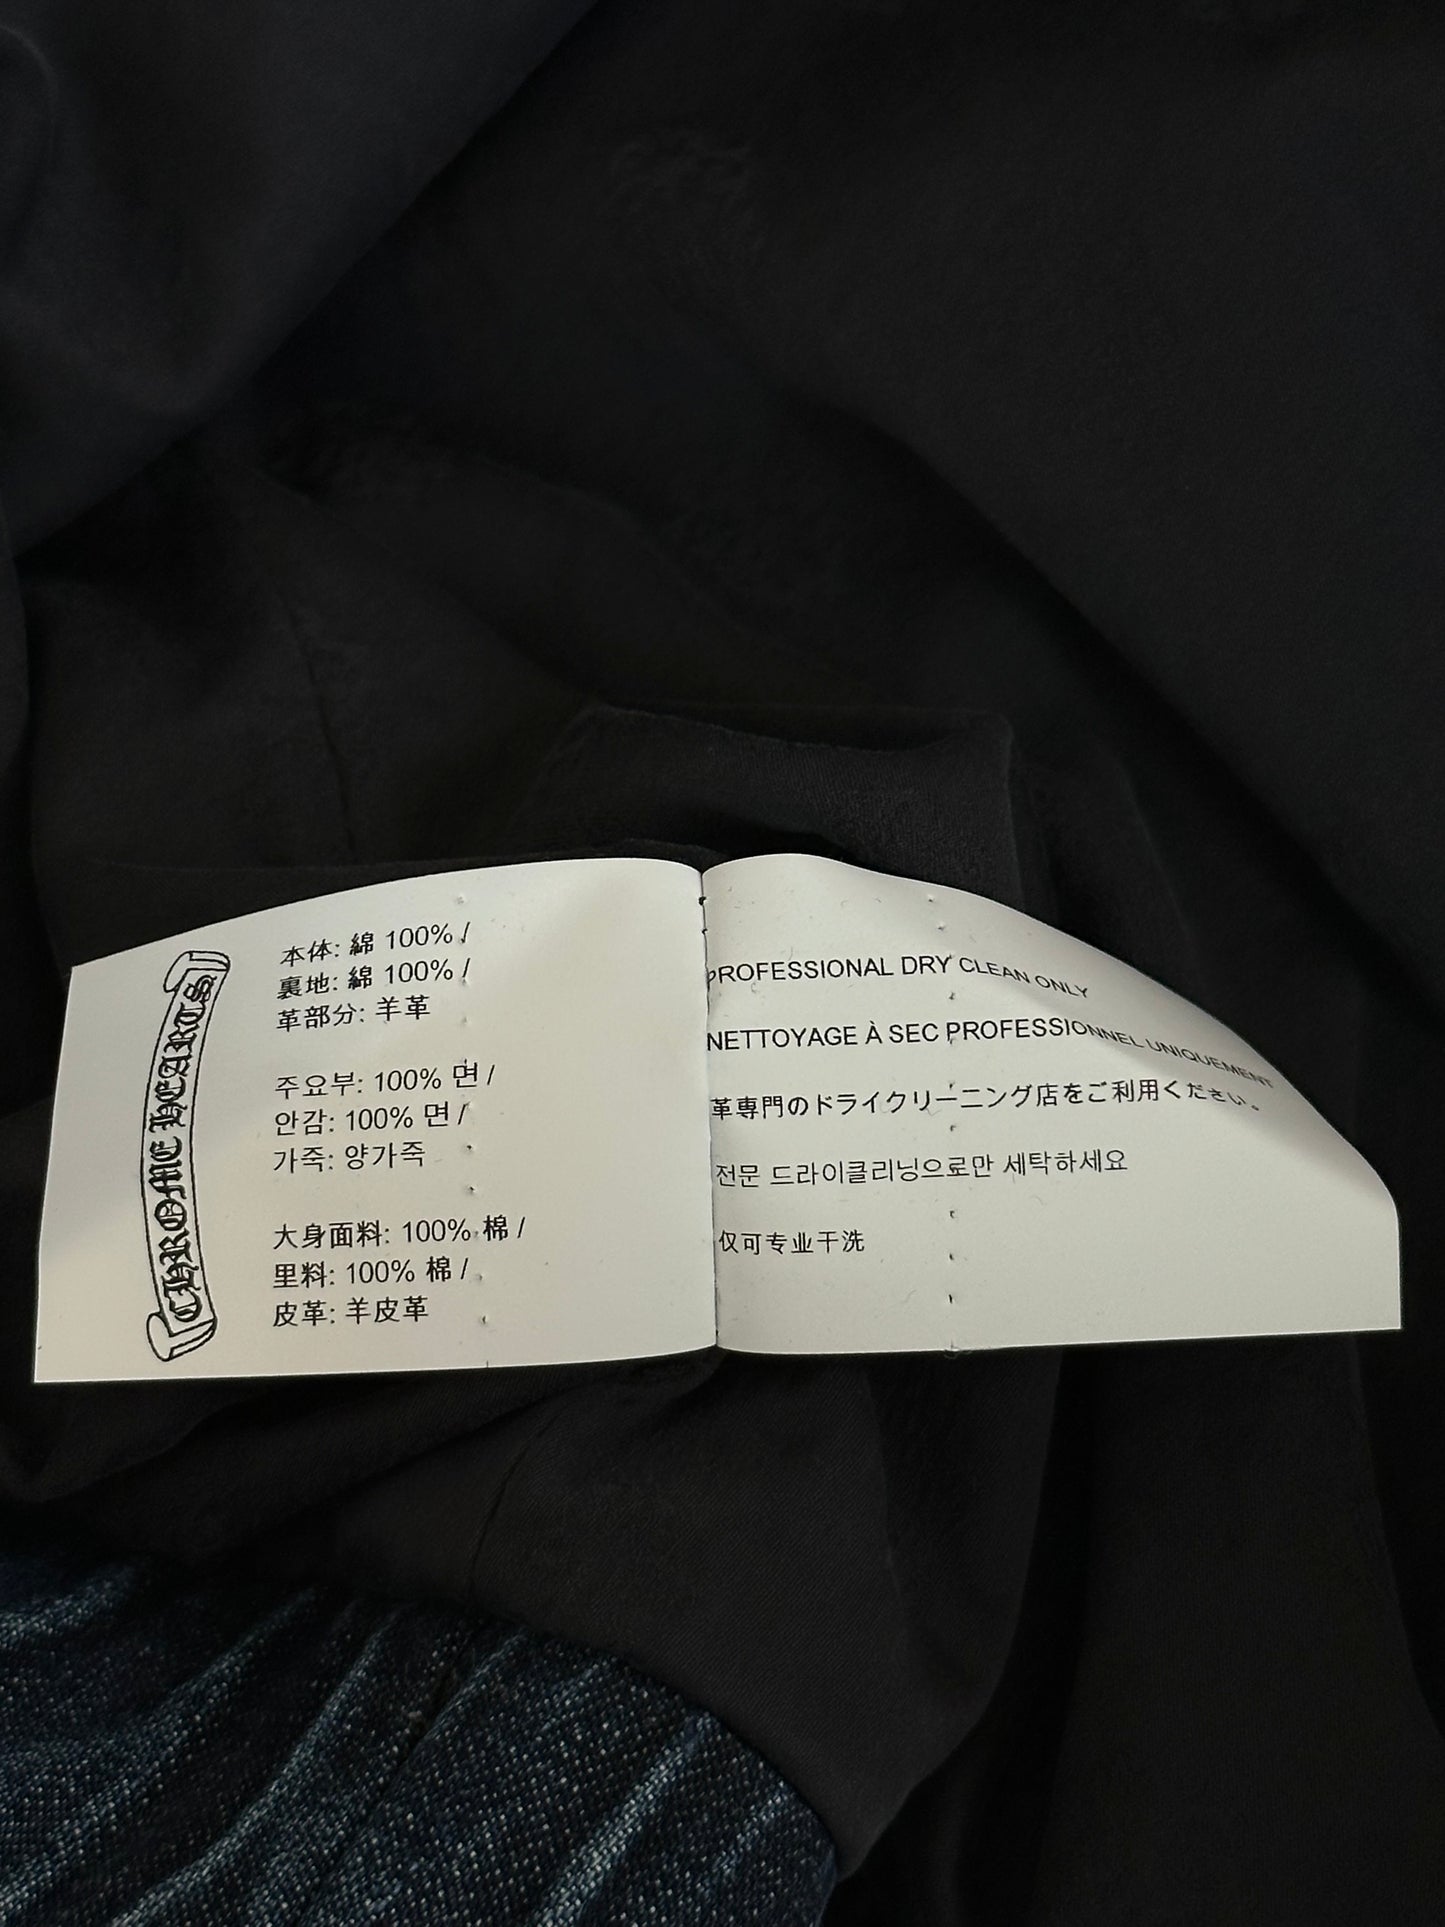 CHROME HEARTS
本体: 綿 100% /
裏地: 綿 100% /
革部分: 羊革
주요부: 100% 면 /
안감: 100% 면 /
가죽: 양가죽
大身面料: 100% 棉 /
里料: 100% 棉 /
皮革: 羊皮革
PROFESSIONAL DRY CLEAN ONLY
NETTOYAGE À SEC PROFESSIONNEL UNIQUEMENT
革専門のドライクリーニング店をご利用ください。
전문 드라이클리닝으로만 세탁하세요
仅可专业干洗